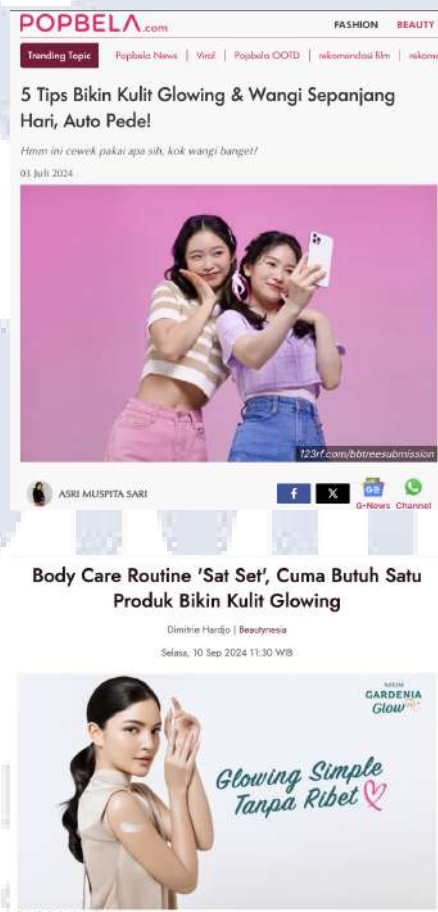 POPBELA.com
FASHION BEAUTY
Trending Topic Popbela News | Viral | Popbela OOTD | rekomendasi film |
5 Tips Bikin Kulit Glowing & Wangi Sepanjang
Hari, Auto Pede!
Hmm ini cewek pakai apa sih, kok wangi banget?
03 Juli 2024
123rf.com/bbtreesubmission
ASRI MUSPITA SARI
f X
G-News Channel
Body Care Routine 'Sat Set', Cuma Butuh Satu
Produk Bikin Kulit Glowing
Dimitrie Hardjo | Beautynesia
Selasa, 10 Sep 2024 11:30 WIB
GARDENIA
Glow
Glowing Simple
Tanpa Ribet